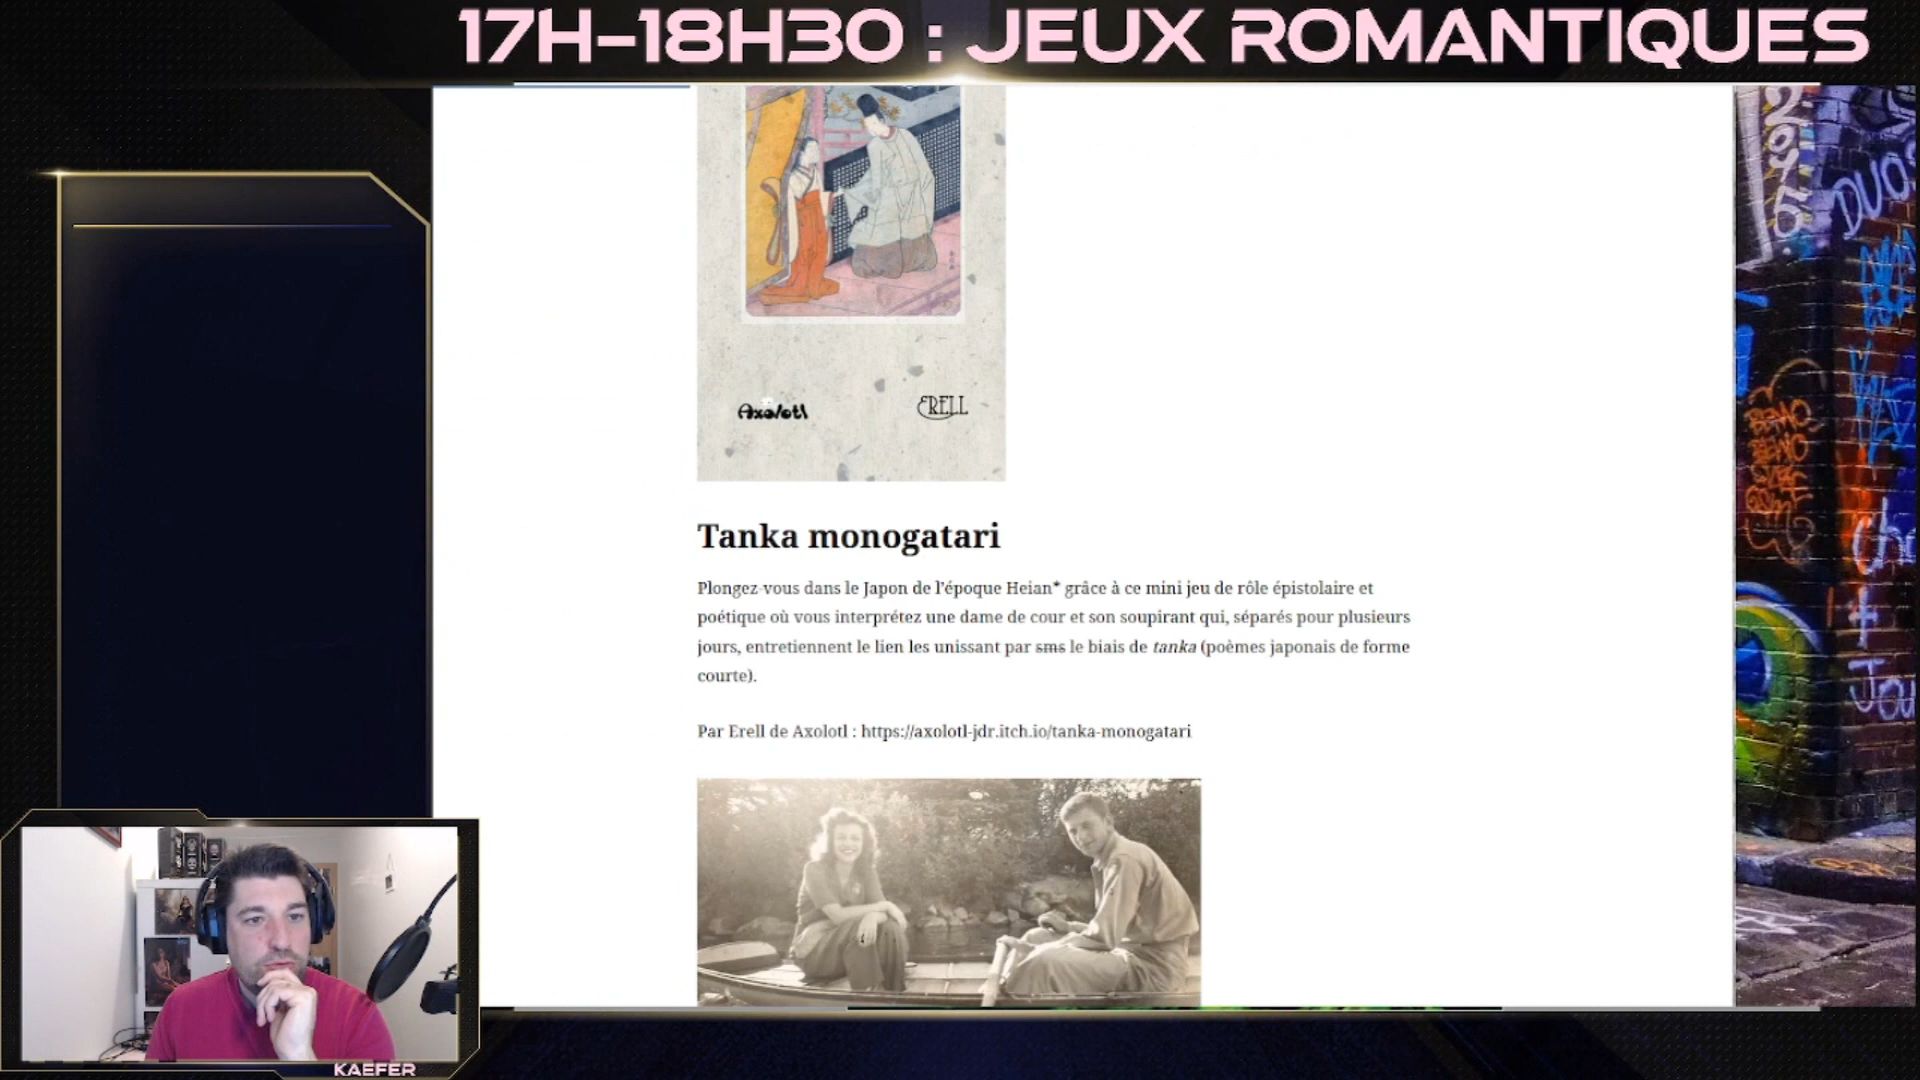 17H-18H30 : JEUX ROMANTIQUES
Axolotl
ERELL
Tanka monogatari
Plongez-vous dans le Japon de l'époque Heian* grâce à ce mini jeu de rôle épistolaire et
poétique où vous interprétez une dame de cour et son soupirant qui, séparés pour plusieurs
jours, entretiennent le lien les unissant par sms le biais de tanka (poèmes japonais de forme
courte).
Par Erell de Axolotl : https://axolotl-jdr.itch.io/tanka-monogatari
KAEFER